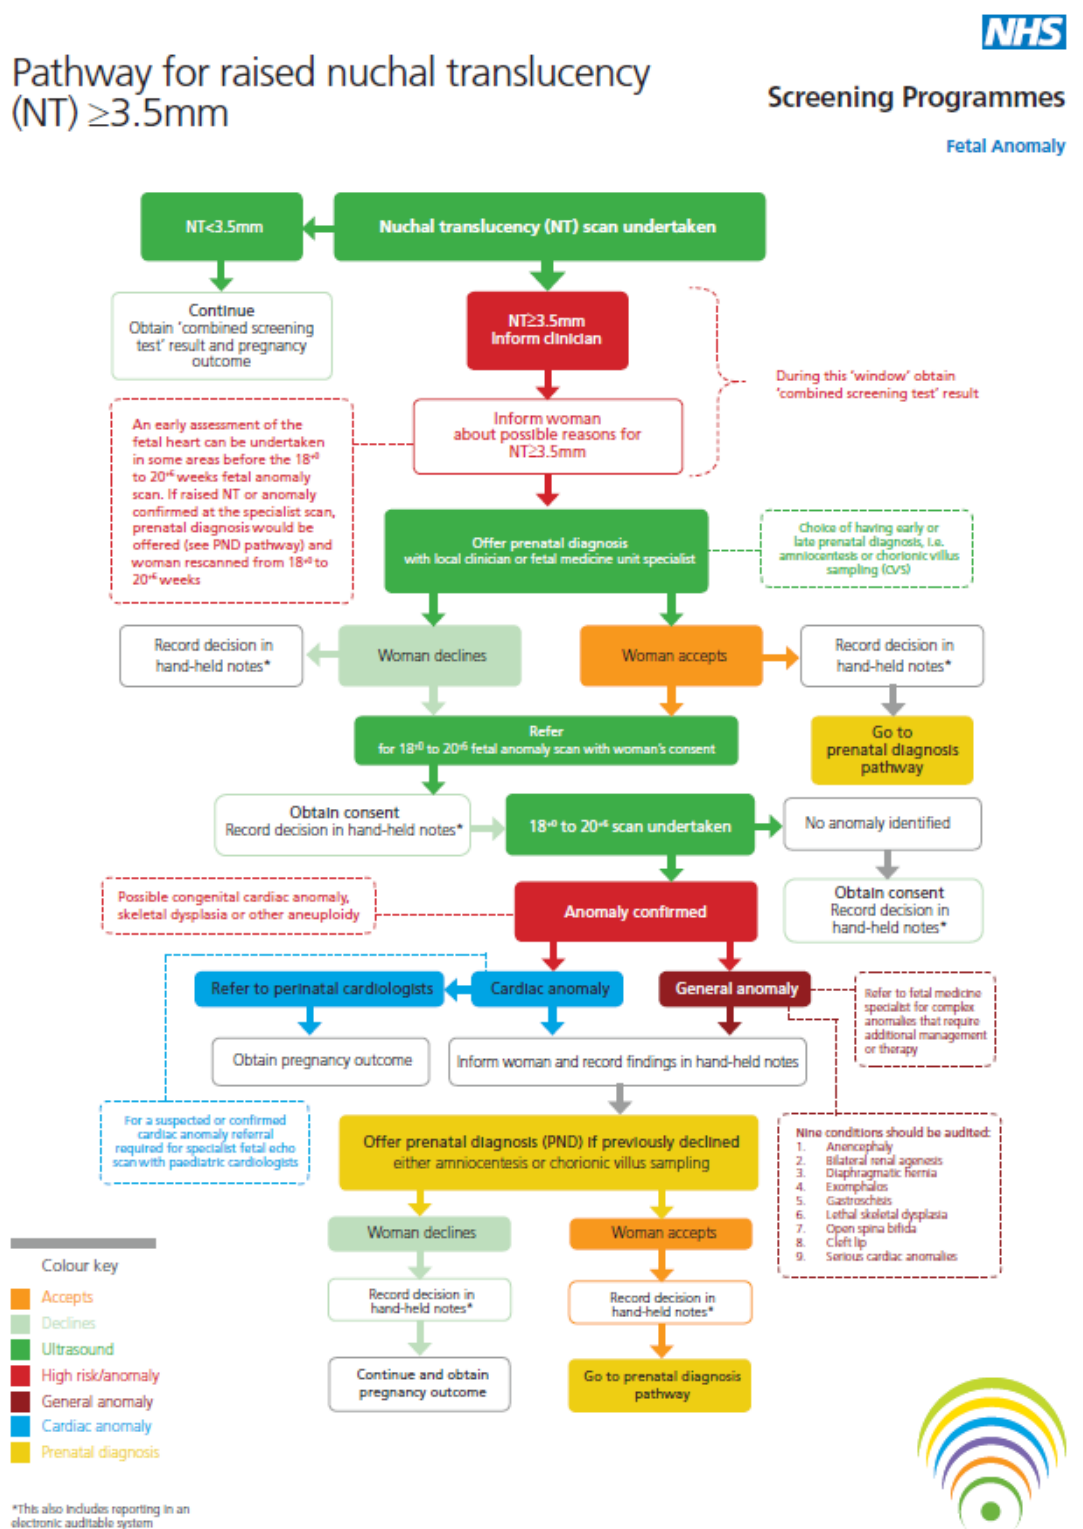 NHS
Pathway for raised nuchal translucency
(NT) ≥3.5mm
Screening Programmes
Fetal Anomaly
NT<3.5mm
Nuchal translucency (NT) scan undertaken
Continue
Obtain ‘combined screening
test’ result and pregnancy
outcome
NT≥3.5mm
Inform clinician
During this ‘window’ obtain
‘combined screening test’ result
Inform woman
about possible reasons for
NT≥3.5mm
An early assessment of the
fetal heart can be undertaken
in some areas before the 18⁺⁰
to 20⁺⁶ weeks fetal anomaly
scan. If raised NT or anomaly
confirmed at the specialist scan,
prenatal diagnosis would be
offered (see PND pathway) and
woman rescanned from 18⁺⁰ to
20⁺⁶ weeks
Offer prenatal diagnosis
with local clinician or fetal medicine unit specialist
Choice of having early or
late prenatal diagnosis, i.e.
amniocentesis or chorionic villus
sampling (CVS)
Record decision in
hand-held notes*
Woman declines
Woman accepts
Record decision in
hand-held notes*
Refer
for 18⁺⁰ to 20⁺⁶ fetal anomaly scan with woman’s consent
Go to
prenatal diagnosis
pathway
Obtain consent
Record decision in hand-held notes*
18⁺⁰ to 20⁺⁶ scan undertaken
No anomaly identified
Obtain consent
Record decision in
hand-held notes*
Possible congenital cardiac anomaly,
skeletal dysplasia or other aneuploidy
Anomaly confirmed
Refer to perinatal cardiologists
Cardiac anomaly
General anomaly
Refer to fetal medicine
specialist for complex
anomalies that require
additional management
or therapy
Obtain pregnancy outcome
Inform woman and record findings in hand-held notes
For a suspected or confirmed
cardiac anomaly referral
required for specialist fetal echo
scan with paediatric cardiologists
Offer prenatal diagnosis (PND) if previously declined
either amniocentesis or chorionic villus sampling
Nine conditions should be audited:
1. Anencephaly
2. Bilateral renal agenesis
3. Diaphragmatic hernia
4. Exomphalos
5. Gastroschisis
6. Lethal skeletal dysplasia
7. Open spina bifida
8. Cleft lip
9. Serious cardiac anomalies
Woman declines
Woman accepts
Record decision in
hand-held notes*
Record decision in
hand-held notes*
Continue and obtain
pregnancy outcome
Go to prenatal diagnosis
pathway
Colour key
Accepts
Declines
Ultrasound
High risk/anomaly
General anomaly
Cardiac anomaly
Prenatal diagnosis
*This also includes reporting in an
electronic auditable system